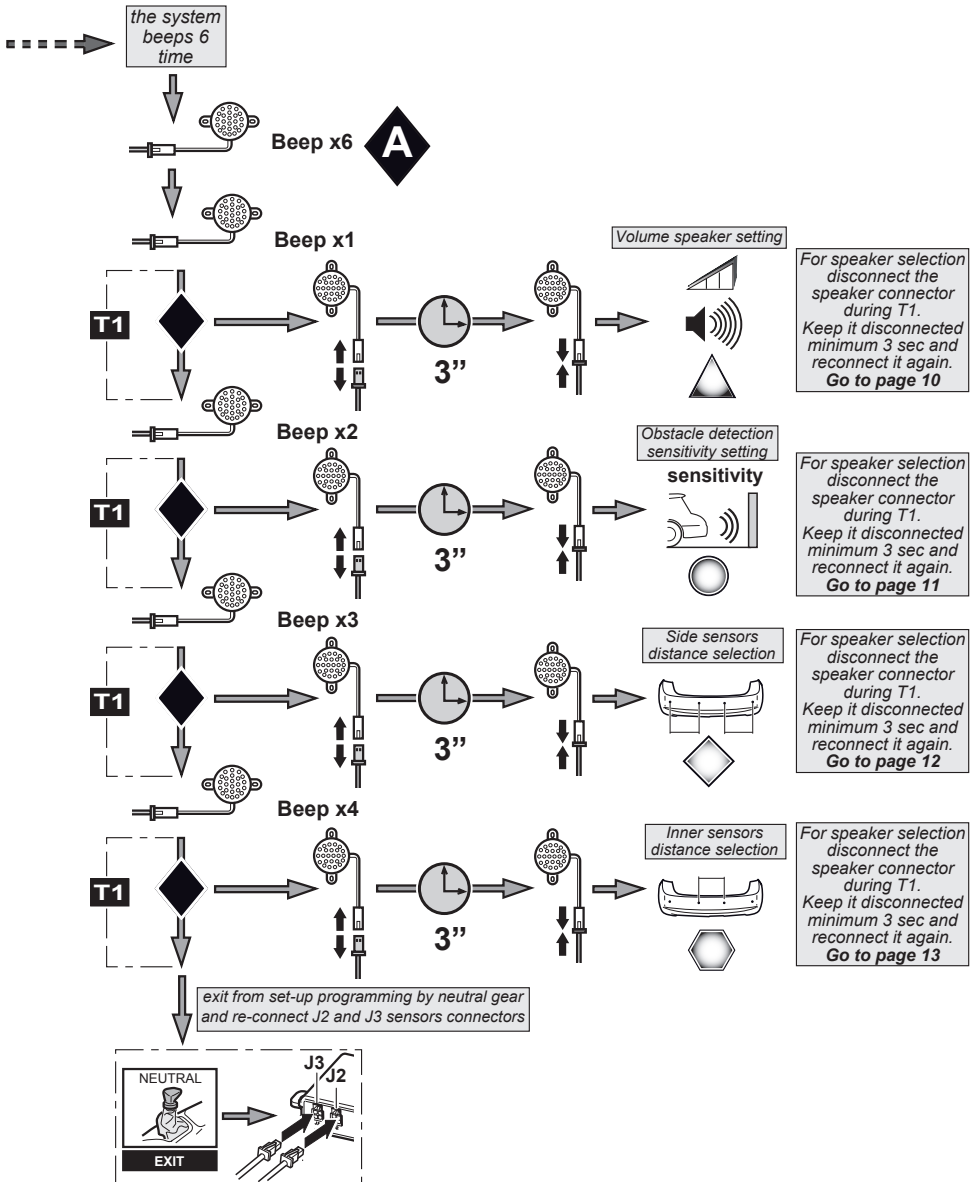 the system
beeps 6
time
Beep x6
A
Beep x1
T1
3”
Volume speaker setting
For speaker selection
disconnect the
speaker connector
during T1.
Keep it disconnected
minimum 3 sec and
reconnect it again.
Go to page 10
Beep x2
T1
3”
Obstacle detection
sensitivity setting
sensitivity
For speaker selection
disconnect the
speaker connector
during T1.
Keep it disconnected
minimum 3 sec and
reconnect it again.
Go to page 11
Beep x3
T1
3”
Side sensors
distance selection
For speaker selection
disconnect the
speaker connector
during T1.
Keep it disconnected
minimum 3 sec and
reconnect it again.
Go to page 12
Beep x4
T1
3”
Inner sensors
distance selection
For speaker selection
disconnect the
speaker connector
during T1.
Keep it disconnected
minimum 3 sec and
reconnect it again.
Go to page 13
exit from set-up programming by neutral gear
and re-connect J2 and J3 sensors connectors
NEUTRAL
EXIT
J3
J2